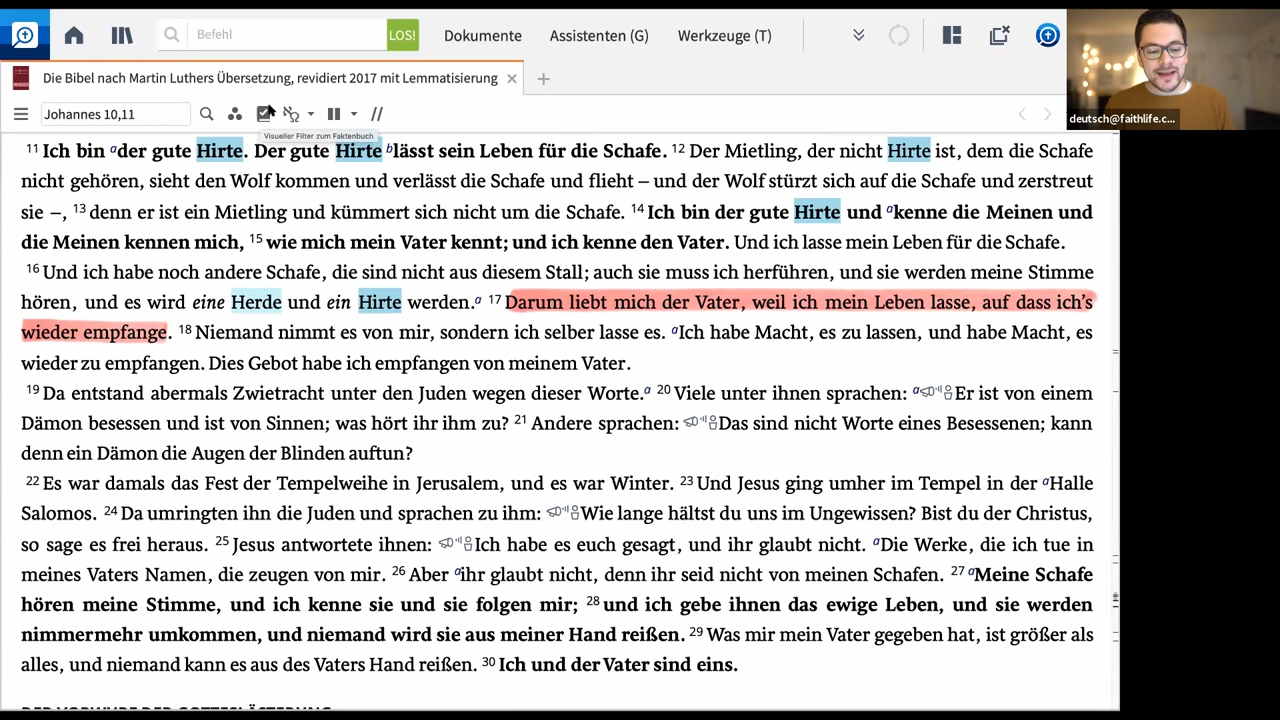 Befehl
LOS!
Dokumente
Assistenten (G)
Werkzeuge (T)
deutsch@faithlife.c...
Die Bibel nach Martin Luthers Übersetzung, revidiert 2017 mit Lemmatisierung
Johannes 10,11
Visueller Filter zum Faktenbuch
11 Ich bin a der gute Hirte. Der gute Hirte b lässt sein Leben für die Schafe. 12 Der Mietling, der nicht Hirte ist, dem die Schafe
nicht gehören, sieht den Wolf kommen und verlässt die Schafe und flieht – und der Wolf stürzt sich auf die Schafe und zerstreut
sie –, 13 denn er ist ein Mietling und kümmert sich nicht um die Schafe. 14 Ich bin der gute Hirte und a kenne die Meinen und
die Meinen kennen mich, 15 wie mich mein Vater kennt; und ich kenne den Vater. Und ich lasse mein Leben für die Schafe.
16 Und ich habe noch andere Schafe, die sind nicht aus diesem Stall; auch sie muss ich herführen, und sie werden meine Stimme
hören, und es wird eine Herde und ein Hirte werden. a 17 Darum liebt mich der Vater, weil ich mein Leben lasse, auf dass ich's
wieder empfange. 18 Niemand nimmt es von mir, sondern ich selber lasse es. a Ich habe Macht, es zu lassen, und habe Macht, es
wieder zu empfangen. Dies Gebot habe ich empfangen von meinem Vater.
19 Da entstand abermals Zwietracht unter den Juden wegen dieser Worte. a 20 Viele unter ihnen sprachen: a Er ist von einem
Dämon besessen und ist von Sinnen; was hört ihr ihm zu? 21 Andere sprachen: Das sind nicht Worte eines Besessenen; kann
denn ein Dämon die Augen der Blinden auftun?
22 Es war damals das Fest der Tempelweihe in Jerusalem, und es war Winter. 23 Und Jesus ging umher im Tempel in der a Halle
Salomos. 24 Da umringten ihn die Juden und sprachen zu ihm: Wie lange hältst du uns im Ungewissen? Bist du der Christus,
so sage es frei heraus. 25 Jesus antwortete ihnen: Ich habe es euch gesagt, und ihr glaubt nicht. a Die Werke, die ich tue in
meines Vaters Namen, die zeugen von mir. 26 Aber a ihr glaubt nicht, denn ihr seid nicht von meinen Schafen. 27 a Meine Schafe
hören meine Stimme, und ich kenne sie und sie folgen mir; 28 und ich gebe ihnen das ewige Leben, und sie werden
nimmermehr umkommen, und niemand wird sie aus meiner Hand reißen. 29 Was mir mein Vater gegeben hat, ist größer als
alles, und niemand kann es aus des Vaters Hand reißen. 30 Ich und der Vater sind eins.
DER VORWURF DER GOTTESLÄSTERUNG